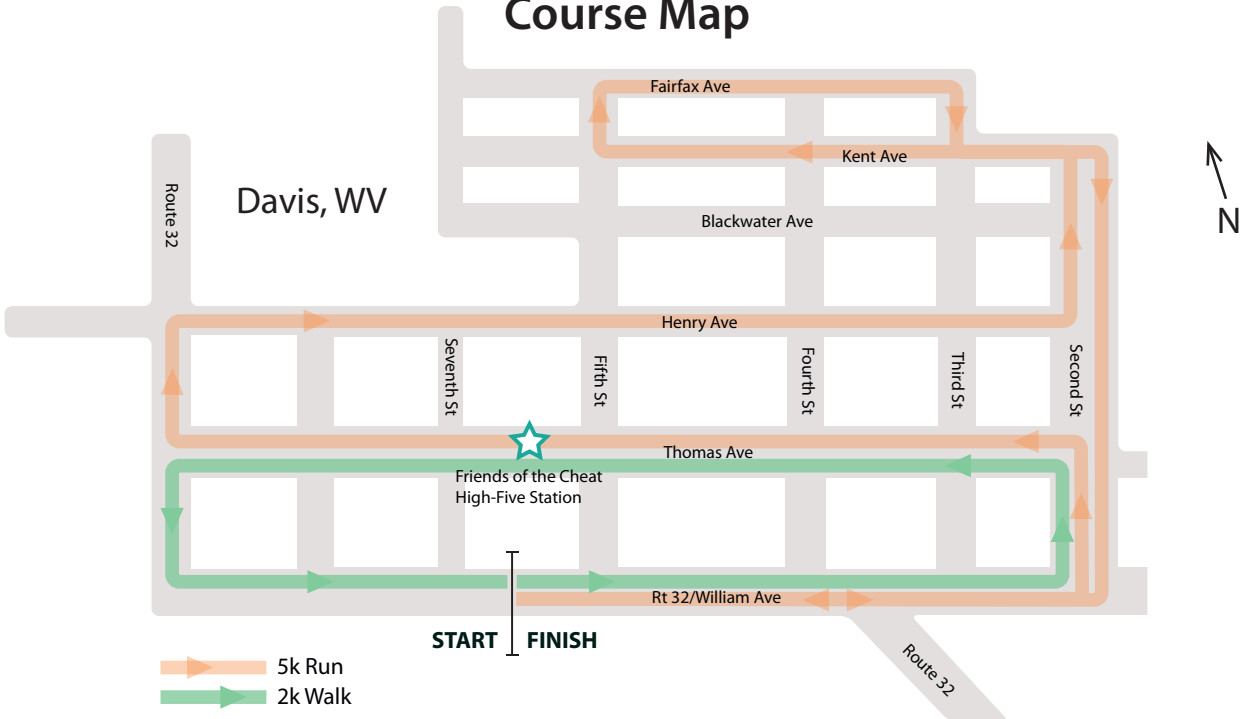 Course Map
Fairfax Ave
Kent Ave
Route 32
Davis, WV
Blackwater Ave
N
Henry Ave
Seventh St
Fifth St
Fourth St
Third St
Second St
Thomas Ave
Friends of the Cheat
High-Five Station
Rt 32/William Ave
START FINISH
Route 32
5k Run
2k Walk